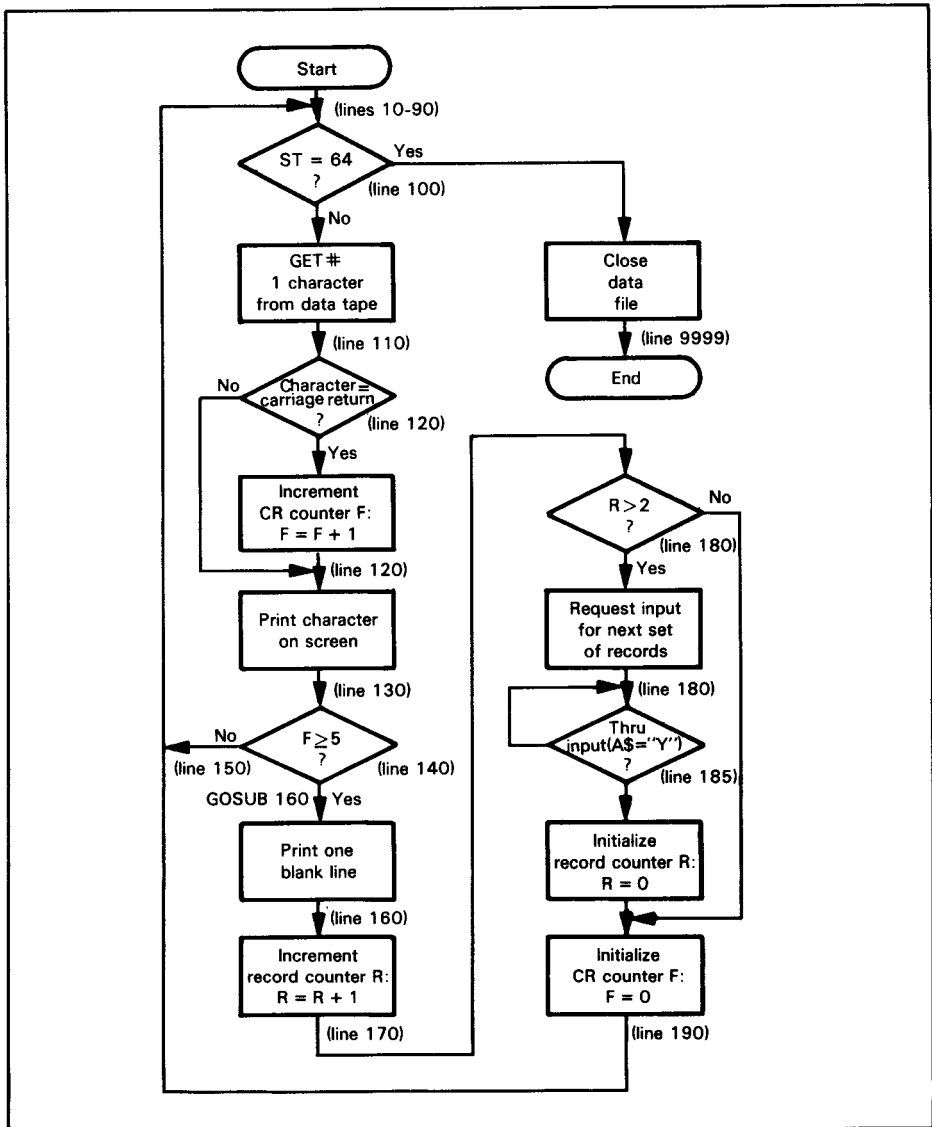 Start
(lines 10-90)
ST = 64
?
Yes
(line 100)
No
GET#
1 character
from data tape
(line 110)
No
Character=
carriage return
?
(line 120)
Yes
Increment
CR counter F:
F = F + 1
(line 120)
Print character
on screen
(line 130)
No
F≥5
?
(line 150)
(line 140)
GOSUB 160
Yes
Print one
blank line
(line 160)
Increment
record counter R:
R = R + 1
(line 170)
Close
data
file
(line 9999)
End
R>2
?
No
(line 180)
Yes
Request input
for next set
of records
(line 180)
Thru
input(A$="Y")
?
(line 185)
Initialize
record counter R:
R = 0
Initialize
CR counter F:
F = 0
(line 190)